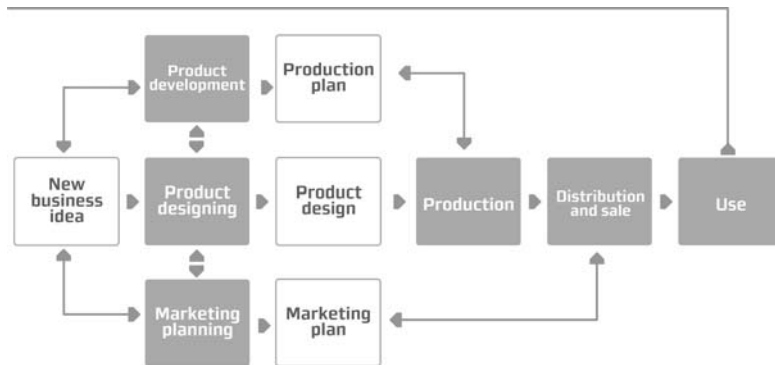 Product
development
Production
plan
New
business
idea
Product
designing
Product
design
Production
Distribution
and sale
Use
Marketing
planning
Marketing
plan